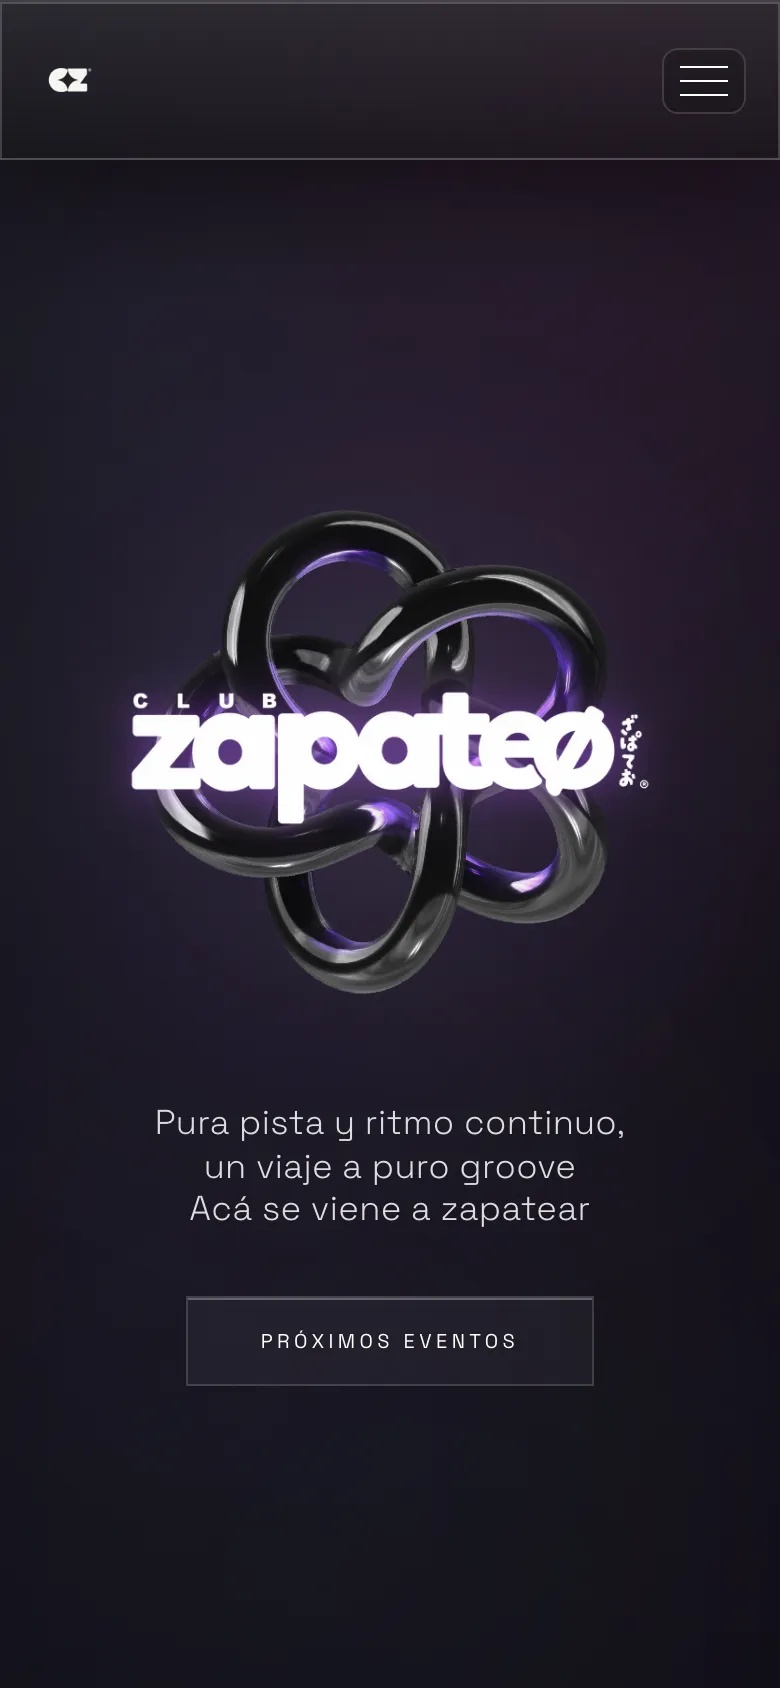 CZ
CLUB
zapateø
ざぱてお
®
Pura pista y ritmo continuo,
un viaje a puro groove
Acá se viene a zapatear
PRÓXIMOS EVENTOS